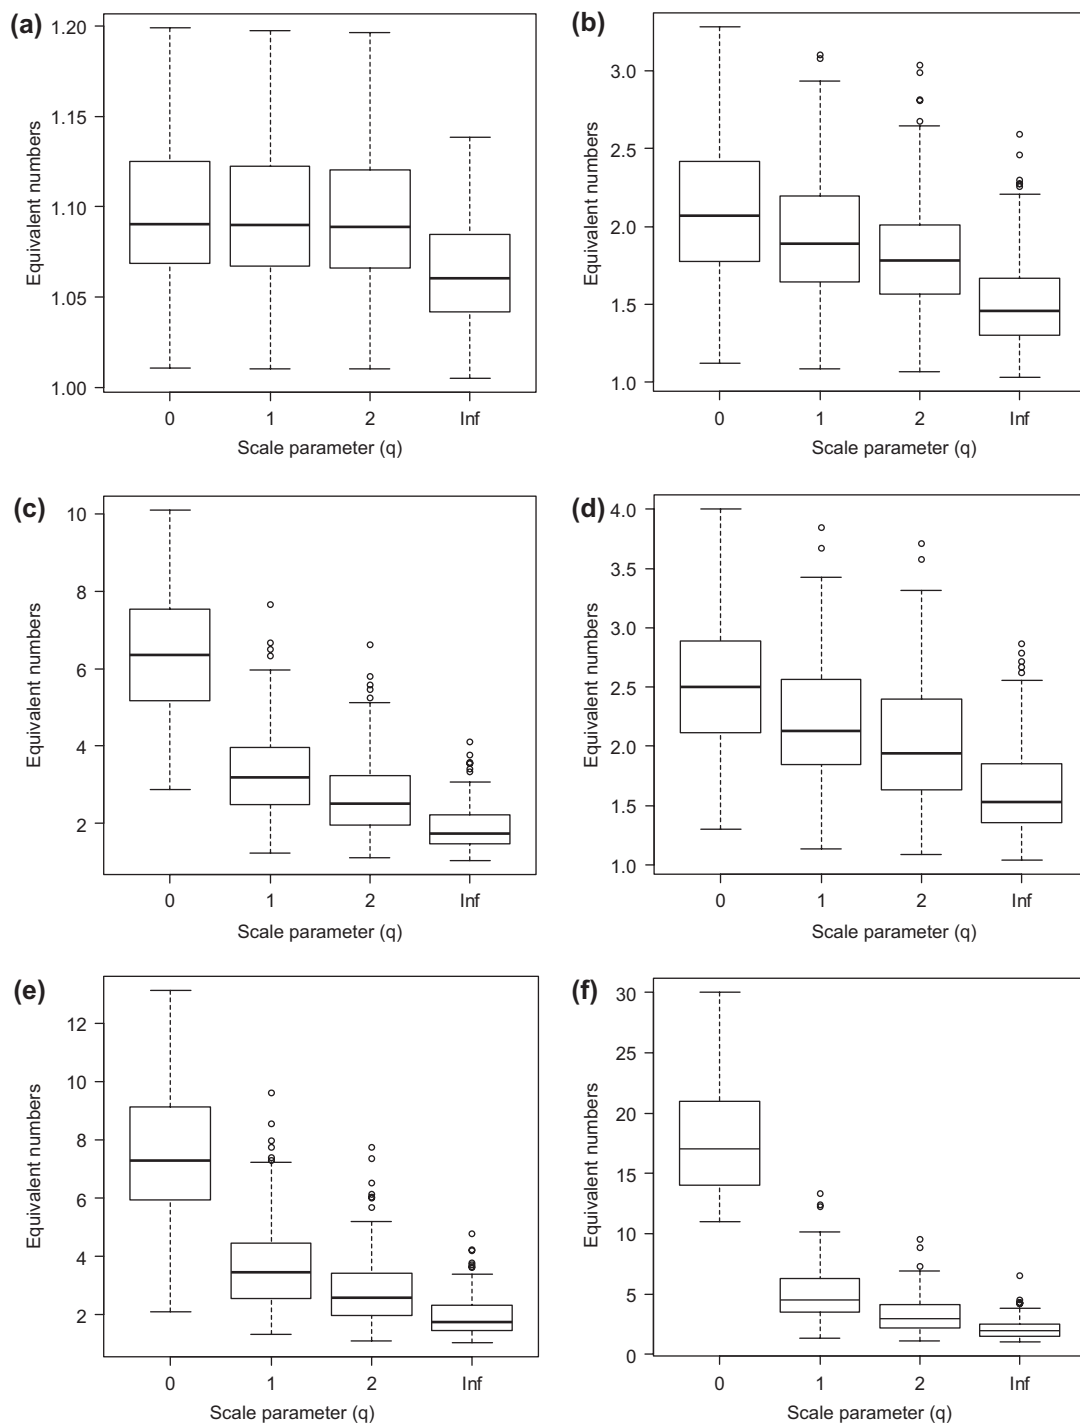 (a)
Equivalent numbers
1.20
1.15
1.10
1.05
1.00
0 1 2 Inf
Scale parameter (q)
(b)
Equivalent numbers
3.0
2.5
2.0
1.5
1.0
0 1 2 Inf
Scale parameter (q)
(c)
Equivalent numbers
10
8
6
4
2
0 1 2 Inf
Scale parameter (q)
(d)
Equivalent numbers
4.0
3.5
3.0
2.5
2.0
1.5
1.0
0 1 2 Inf
Scale parameter (q)
(e)
Equivalent numbers
12
10
8
6
4
2
0 1 2 Inf
Scale parameter (q)
(f)
Equivalent numbers
30
25
20
15
10
5
0
0 1 2 Inf
Scale parameter (q)